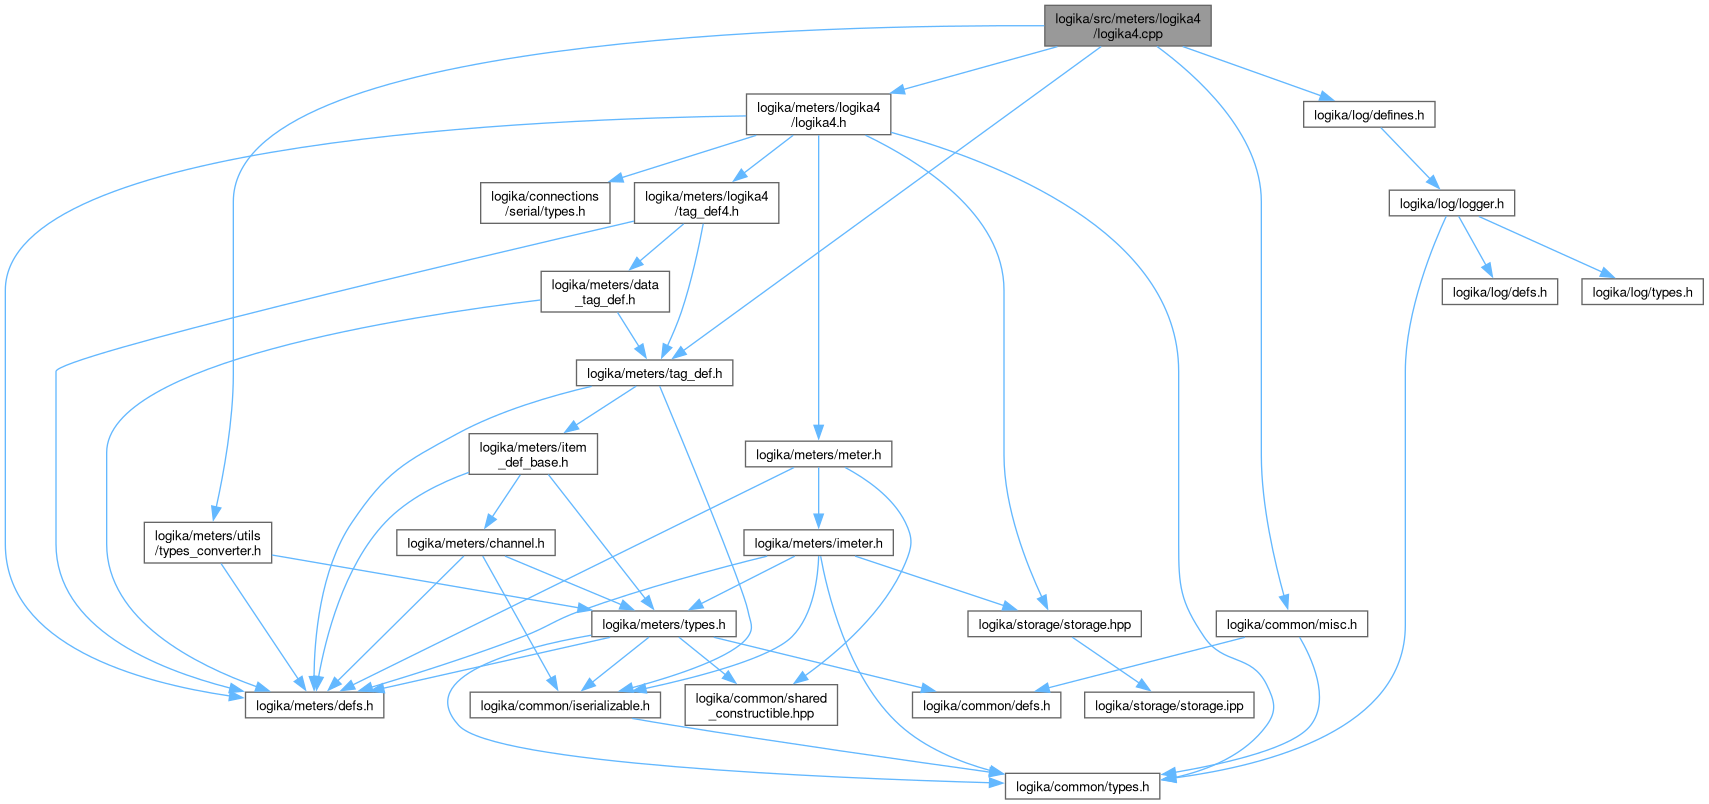 logika/src/meters/logika4
/logika4.cpp
logika/meters/logika4
/logika4.h
logika/log/defines.h
logika/connections
/serial/types.h
logika/meters/logika4
/tag_def4.h
logika/log/logger.h
logika/meters/data
_tag_def.h
logika/log/defs.h
logika/log/types.h
logika/meters/tag_def.h
logika/meters/item
_def_base.h
logika/meters/meter.h
logika/meters/utils
/types_converter.h
logika/meters/channel.h
logika/meters/imeter.h
logika/meters/types.h
logika/storage/storage.hpp
logika/common/misc.h
logika/meters/defs.h
logika/common/iserializable.h
logika/common/shared
_constructible.hpp
logika/common/defs.h
logika/storage/storage.ipp
logika/common/types.h